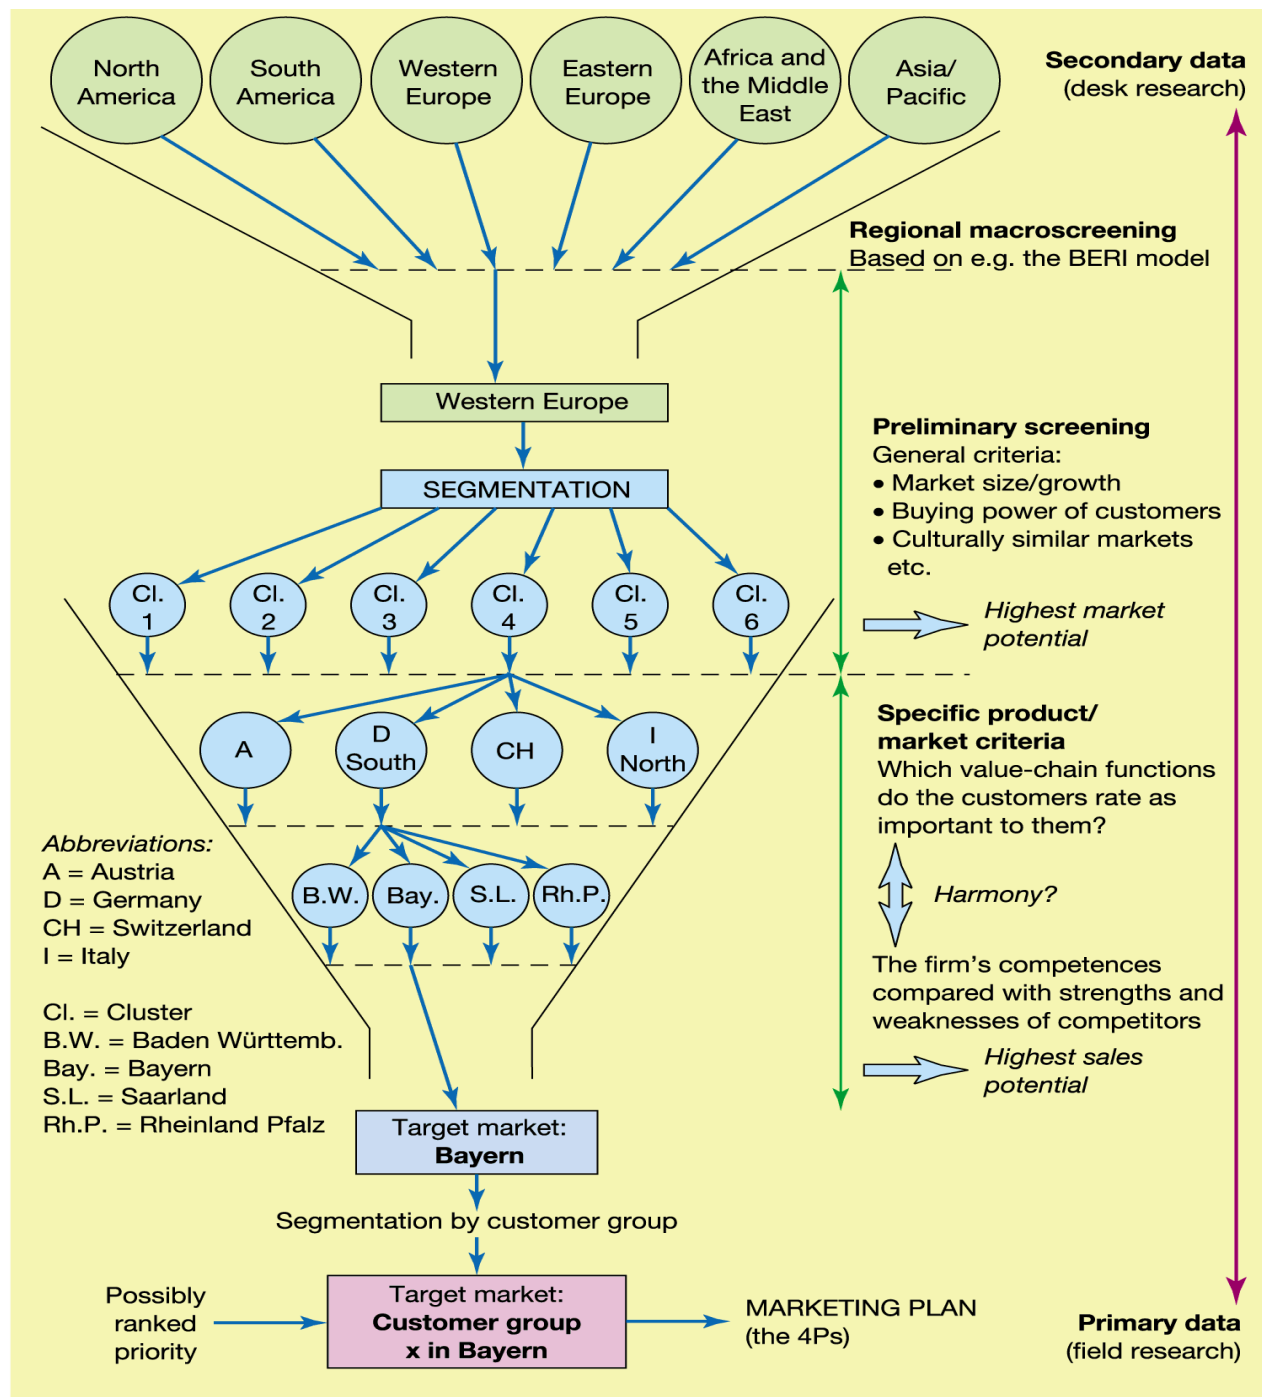 North
America
South
America
Western
Europe
Eastern
Europe
Africa and
the Middle
East
Asia/
Pacific
Secondary data
(desk research)
Regional macroscreening
Based on e.g. the BERI model
Western Europe
SEGMENTATION
Preliminary screening
General criteria:
• Market size/growth
• Buying power of customers
• Culturally similar markets
etc.
Cl.
1
Cl.
2
Cl.
3
Cl.
4
Cl.
5
Cl.
6
Highest market
potential
A
D
South
CH
I
North
Specific product/
market criteria
Which value-chain functions
do the customers rate as
important to them?
Harmony?
The firm's competences
compared with strengths and
weaknesses of competitors
Highest sales
potential
B.W.
Bay.
S.L.
Rh.P.
Abbreviations:
A = Austria
D = Germany
CH = Switzerland
I = Italy
Cl. = Cluster
B.W. = Baden Württemb.
Bay. = Bayern
S.L. = Saarland
Rh.P. = Rheinland Pfalz
Target market:
Bayern
Segmentation by customer group
Possibly
ranked
priority
Target market:
Customer group
x in Bayern
MARKETING PLAN
(the 4Ps)
Primary data
(field research)